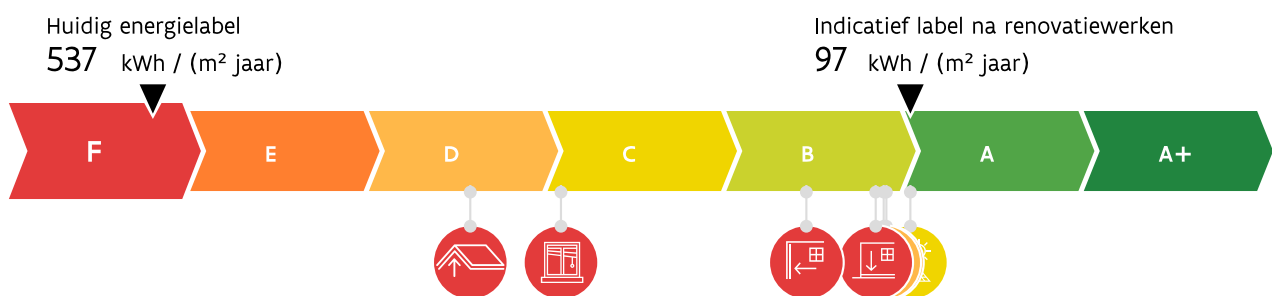 Huidig energielabel
537 kWh / (m² jaar)
Indicatief label na renovatiewerken
97 kWh / (m² jaar)
F E D C B A A+